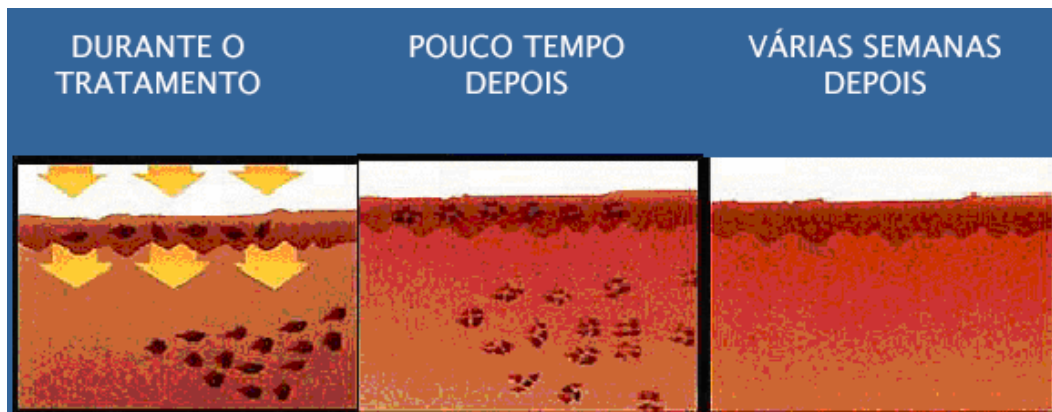 DURANTE O
TRATAMENTO
POUCO TEMPO
DEPOIS
VÁRIAS SEMANAS
DEPOIS